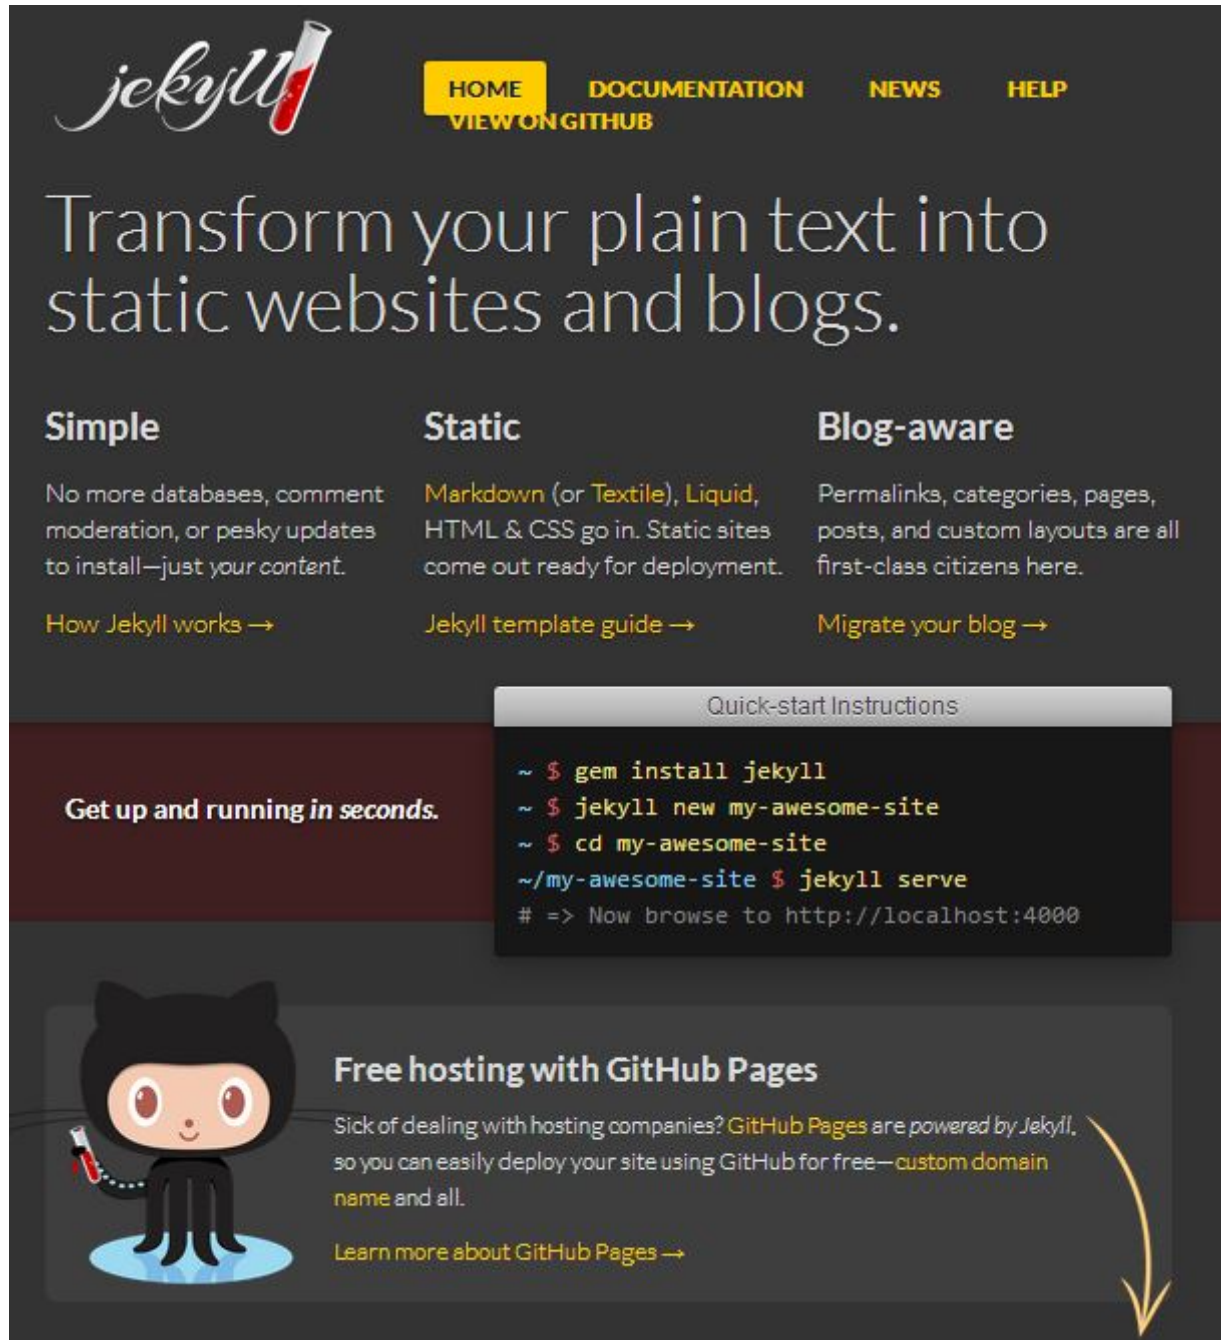 jekyll
HOME DOCUMENTATION NEWS HELP
VIEW ON GITHUB
Transform your plain text into
static websites and blogs.
Simple
No more databases, comment
moderation, or pesky updates
to install—just your content.
How Jekyll works →
Static
Markdown (or Textile), Liquid,
HTML & CSS go in. Static sites
come out ready for deployment.
Jekyll template guide →
Blog-aware
Permalinks, categories, pages,
posts, and custom layouts are all
first-class citizens here.
Migrate your blog →
Get up and running in seconds.
Quick-start Instructions
~ $ gem install jekyll
~ $ jekyll new my-awesome-site
~ $ cd my-awesome-site
~/my-awesome-site $ jekyll serve
# => Now browse to http://localhost:4000
Free hosting with GitHub Pages
Sick of dealing with hosting companies? GitHub Pages are powered by Jekyll,
so you can easily deploy your site using GitHub for free—custom domain
name and all.
Learn more about GitHub Pages →